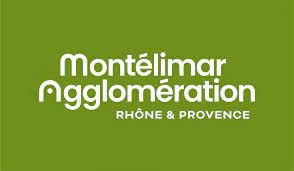 Montélimar
Agglomération
RHÔNE & PROVENCE